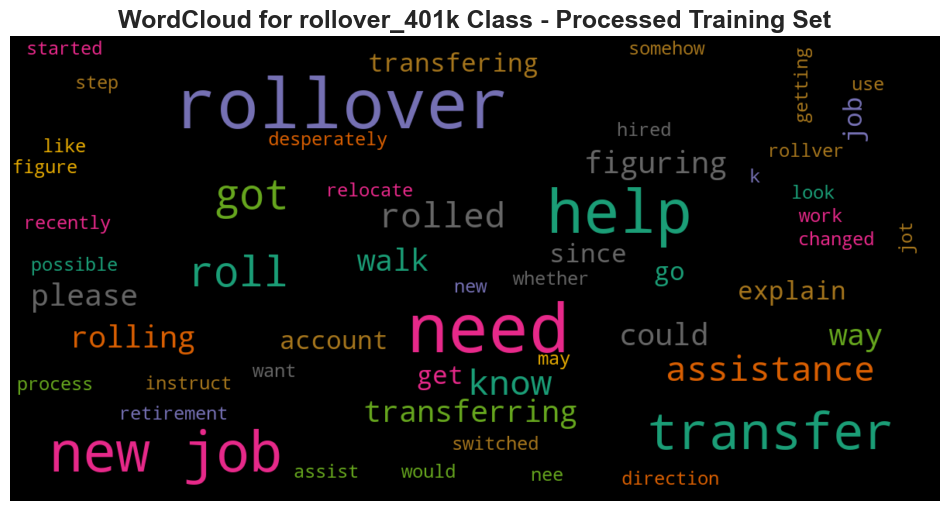 WordCloud for rollover_401k Class - Processed Training Set
started
somehow
transfering
getting
step
use
rollover
job
hired
desperately
like
rollver
figuring
figure
k
relocate
look
got
help
rolled
work
recently
changed
jot
since
walk
possible
roll
go
whether
please
new
explain
need
could
way
rolling
account
may
want
assistance
get
know
process
instruct
retirement
transferring
transfer
new job
switched
assist
would
nee
direction